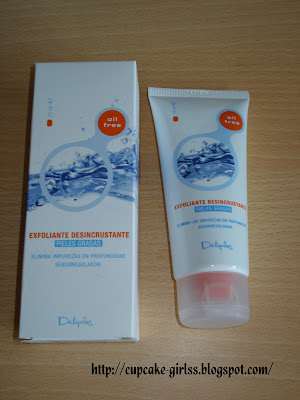 oil
free
EXFOLIANTE DESINCRUSTANTE
PIELES GRASAS
ELIMINA IMPUREZAS EN PROFUNDIDAD
SEBORREGULADOR
Deliplus
oil
free
EXFOLIANTE DESINCRUSTANTE
PIELES GRASAS
ELIMINA LAS IMPUREZAS EN PROFUNDIDAD
SEBORREGULADOR
Deliplus
http://cupcake-girlss.blogspot.com/